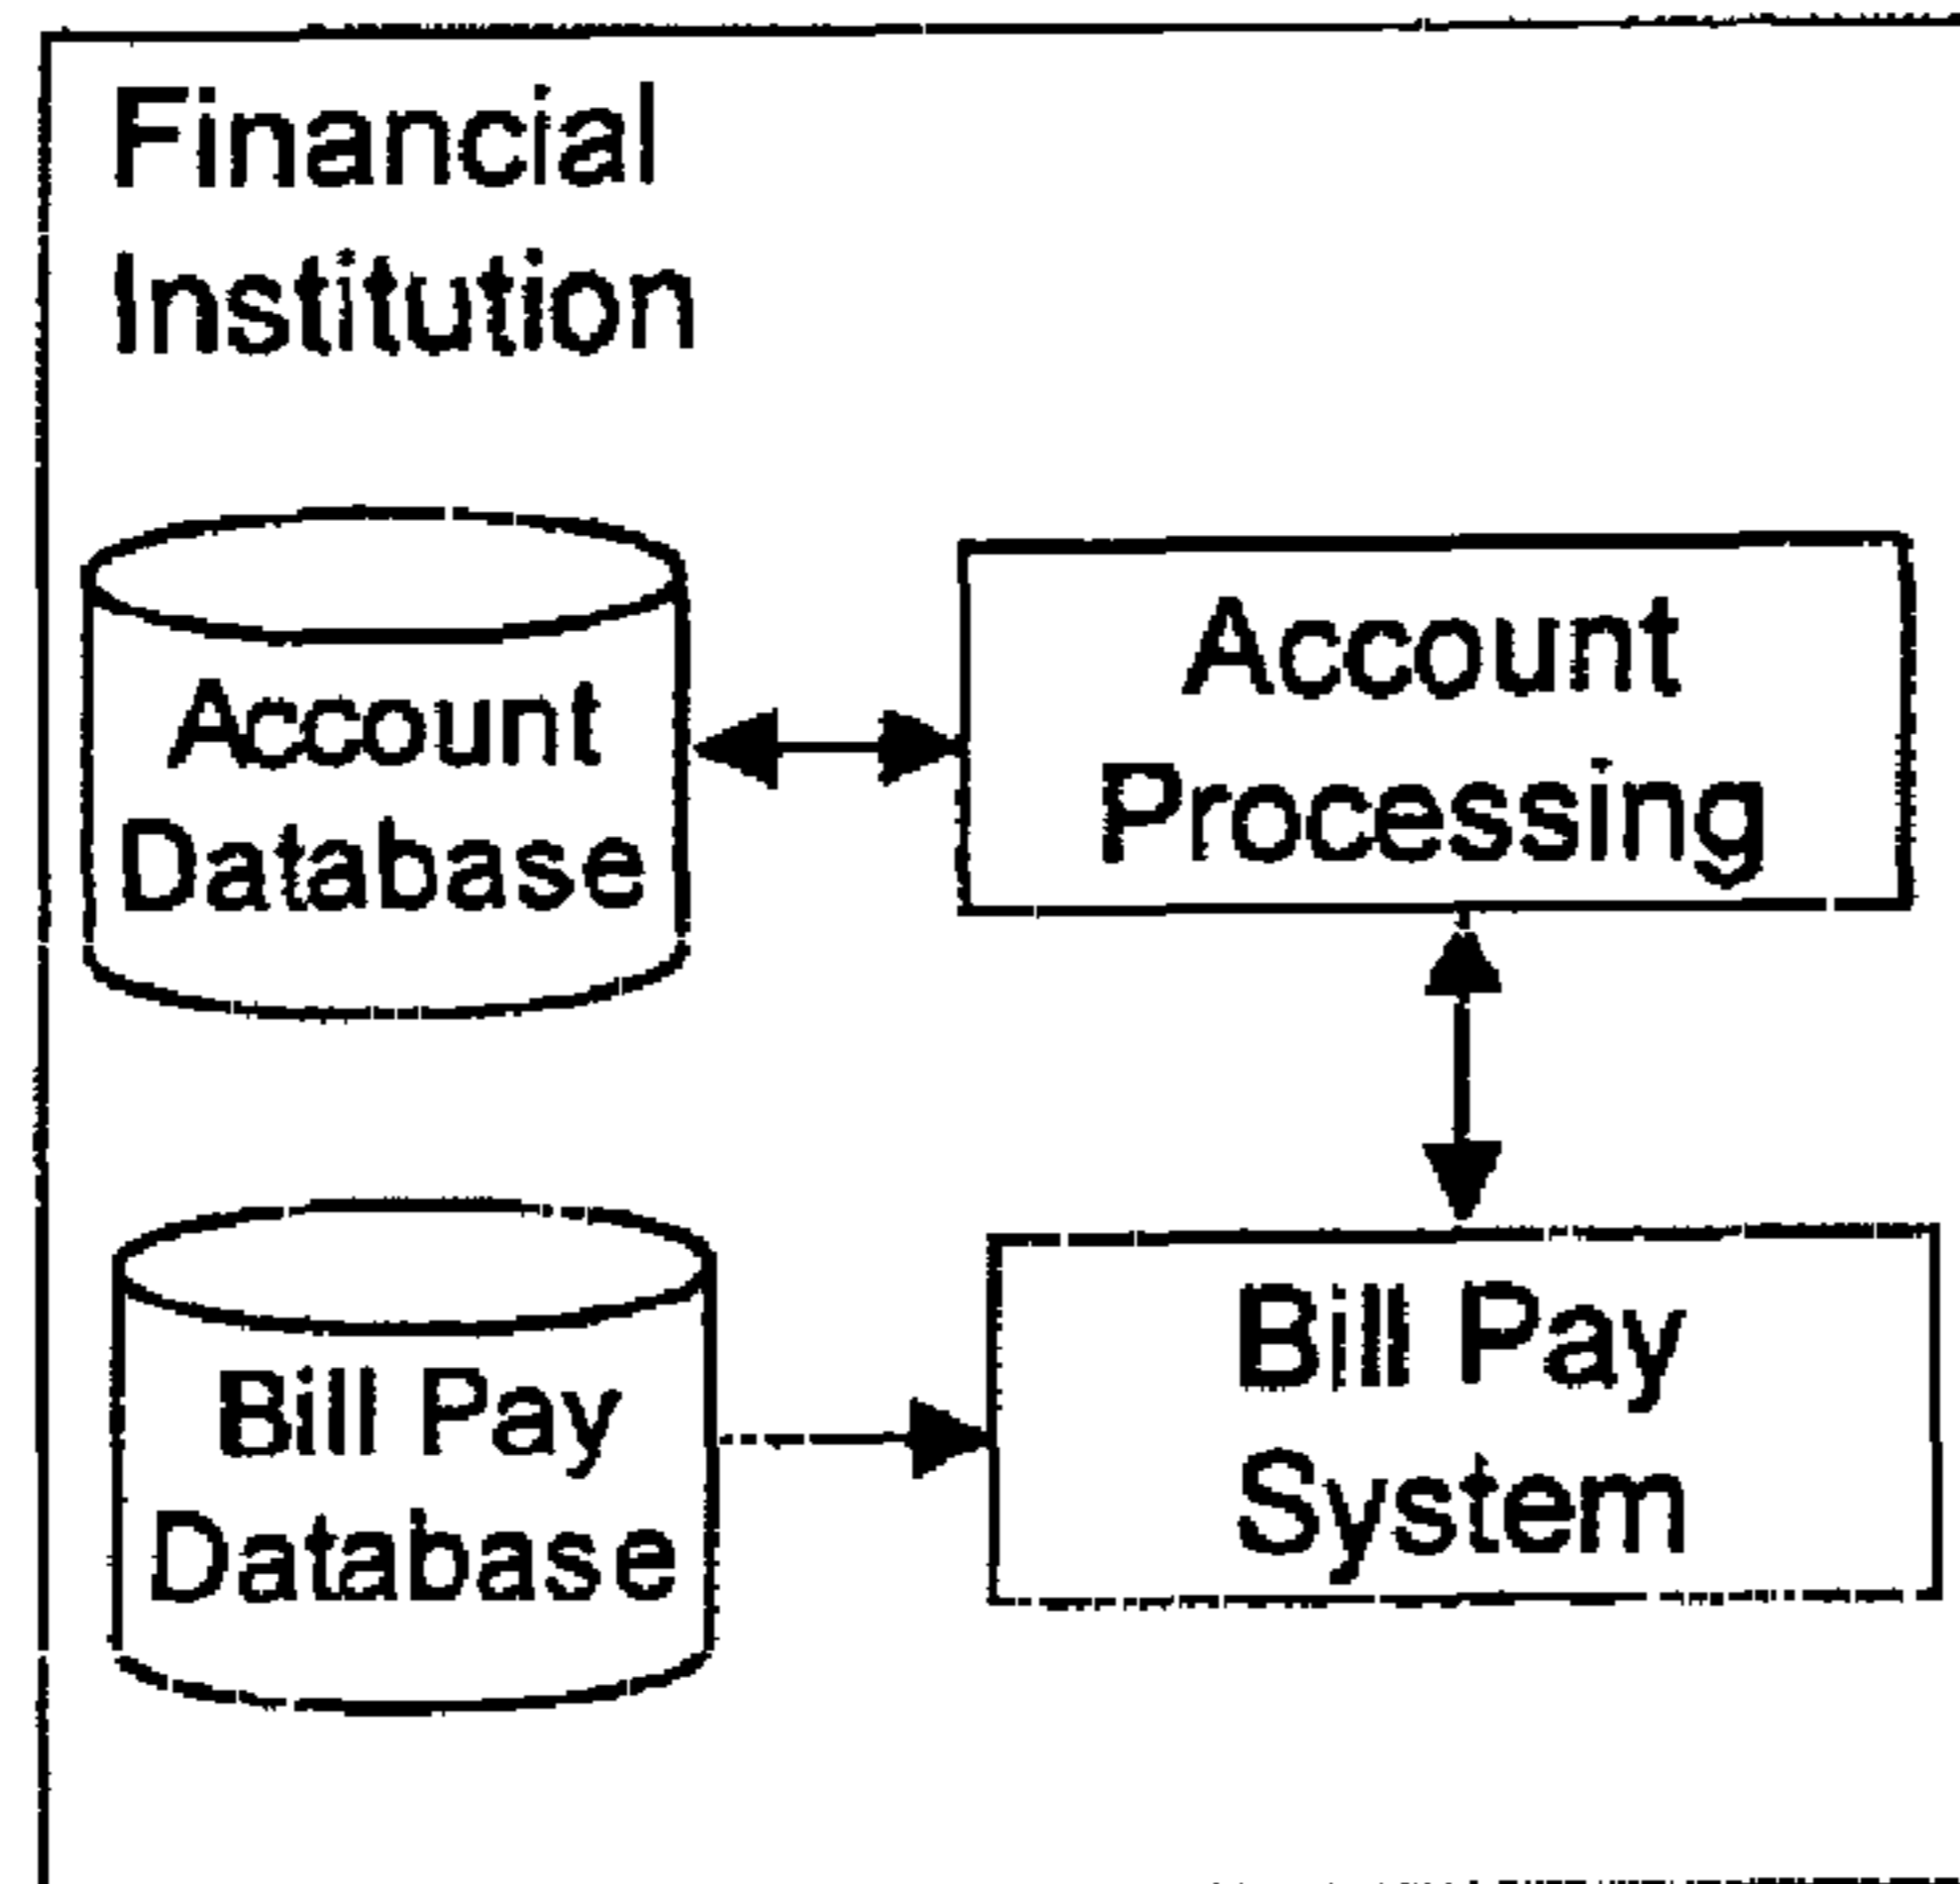 Financial
Institution
Account
Database
Account
Processing
Bill Pay
Database
Bill Pay
System